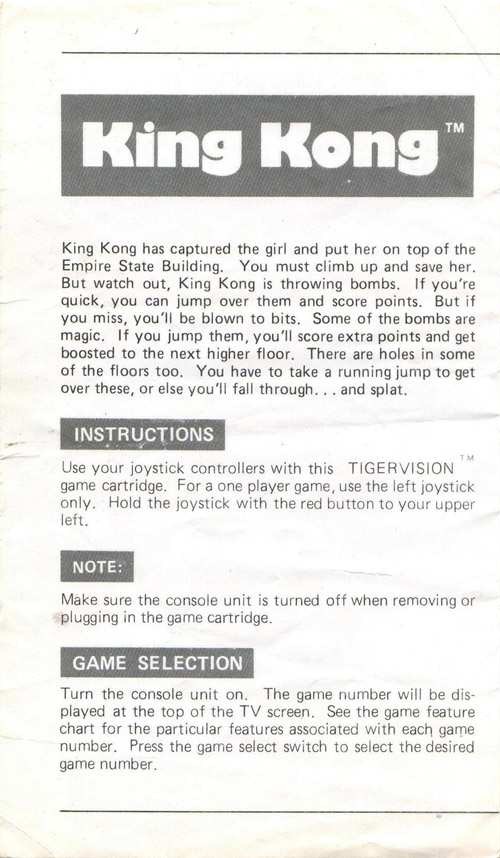 King Kong™
King Kong has captured the girl and put her on top of the
Empire State Building. You must climb up and save her.
But watch out, King Kong is throwing bombs. If you're
quick, you can jump over them and score points. But if
you miss, you'll be blown to bits. Some of the bombs are
magic. If you jump them, you'll score extra points and get
boosted to the next higher floor. There are holes in some
of the floors too. You have to take a running jump to get
over these, or else you'll fall through. . . and splat.
INSTRUCTIONS
Use your joystick controllers with this TIGERVISION™
game cartridge. For a one player game, use the left joystick
only. Hold the joystick with the red button to your upper
left.
NOTE:
Make sure the console unit is turned off when removing or
plugging in the game cartridge.
GAME SELECTION
Turn the console unit on. The game number will be dis-
played at the top of the TV screen. See the game feature
chart for the particular features associated with each game
number. Press the game select switch to select the desired
game number.